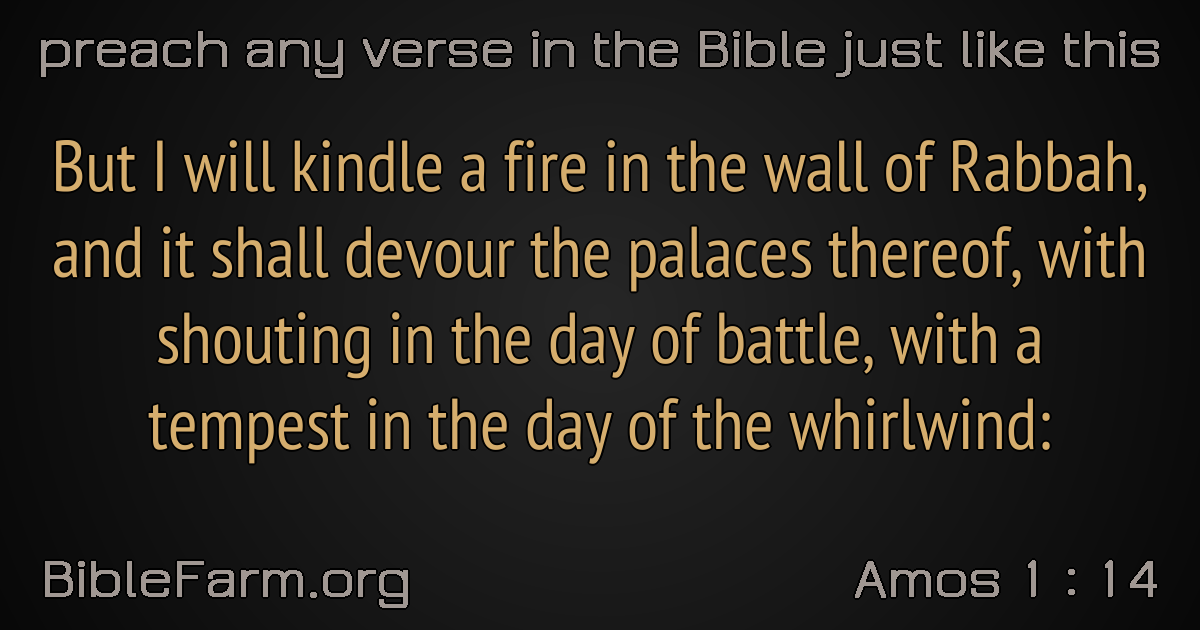 preach any verse in the Bible just like this
But I will kindle a fire in the wall of Rabbah,
and it shall devour the palaces thereof, with
shouting in the day of battle, with a
tempest in the day of the whirlwind:
BibleFarm.org
Amos 1 : 14